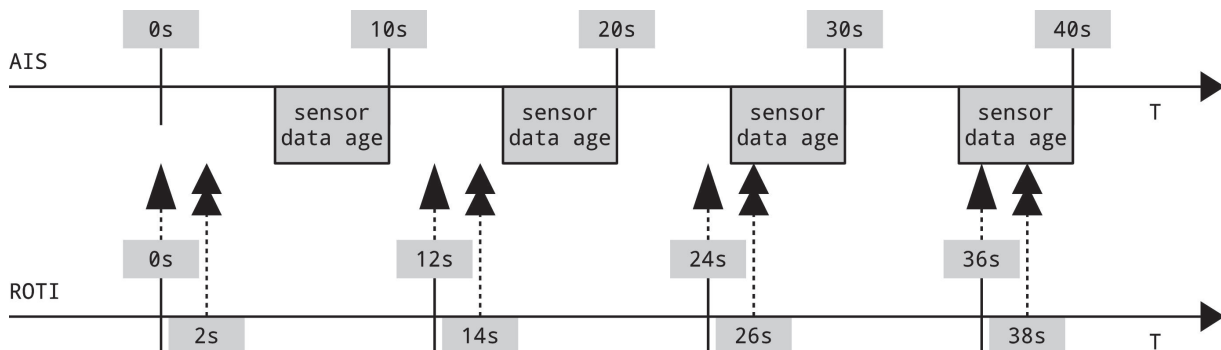 0s 10s 20s 30s 40s
AIS
sensor data age sensor data age sensor data age sensor data age
T
0s 12s 24s 36s
ROTI
2s 14s 26s 38s
T